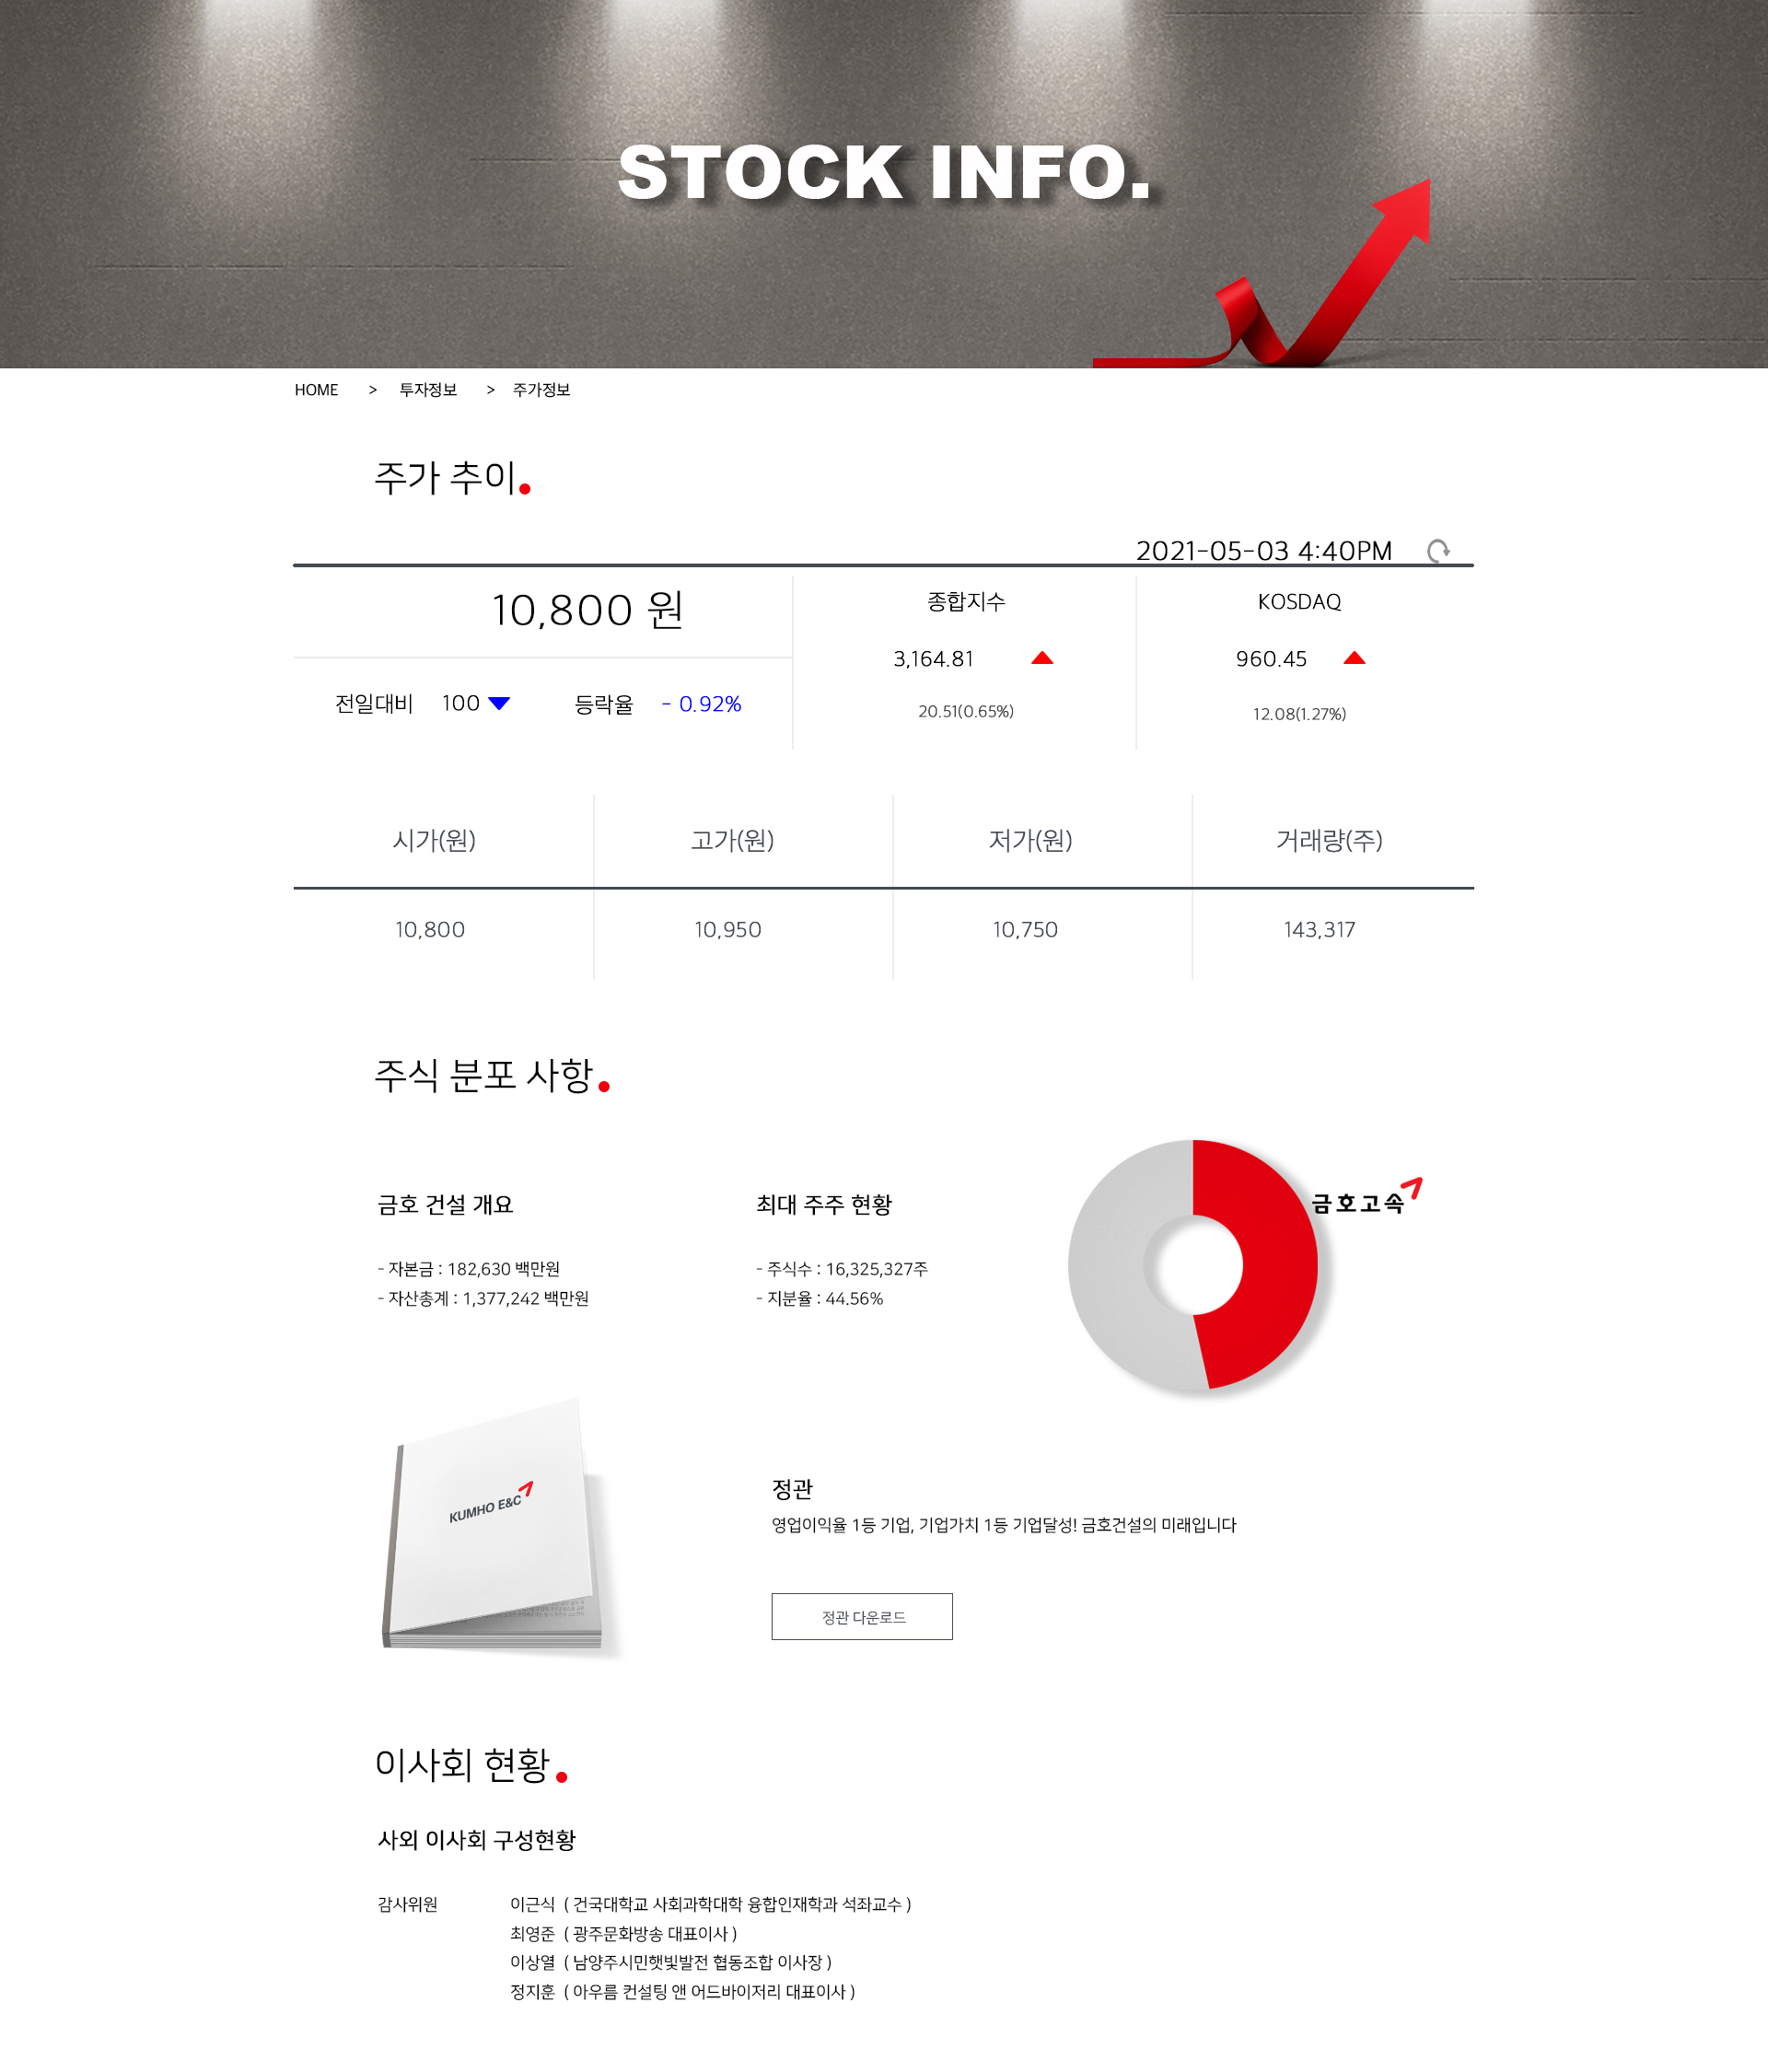 STOCK INFO.
HOME > 투자정보 > 주가정보
주가 추이.
2021-05-03 4:40PM
10,800 원
종합지수
KOSDAQ
3,164.81 ▲
960.45 ▲
전일대비 100 ▼ 등락율 - 0.92%
20.51(0.65%)
12.08(1.27%)
시가(원) 고가(원) 저가(원) 거래량(주)
10,800 10,950 10,750 143,317
주식 분포 사항.
금호고속
금호 건설 개요
- 자본금 : 182,630 백만원
- 자산총계 : 1,377,242 백만원
최대 주주 현황
- 주식수 : 16,325,327주
- 지분율 : 44.56%
KUMHO E&C
정관
영업이익율 1등 기업, 기업가치 1등 기업달성! 금호건설의 미래입니다
정관 다운로드
이사회 현황.
사외 이사회 구성현황
감사위원 이근식 ( 건국대학교 사회과학대학 융합인재학과 석좌교수 )
최영준 ( 광주문화방송 대표이사 )
이상열 ( 남양주시민햇빛발전 협동조합 이사장 )
정지훈 ( 아우름 컨설팅 앤 어드바이저리 대표이사 )